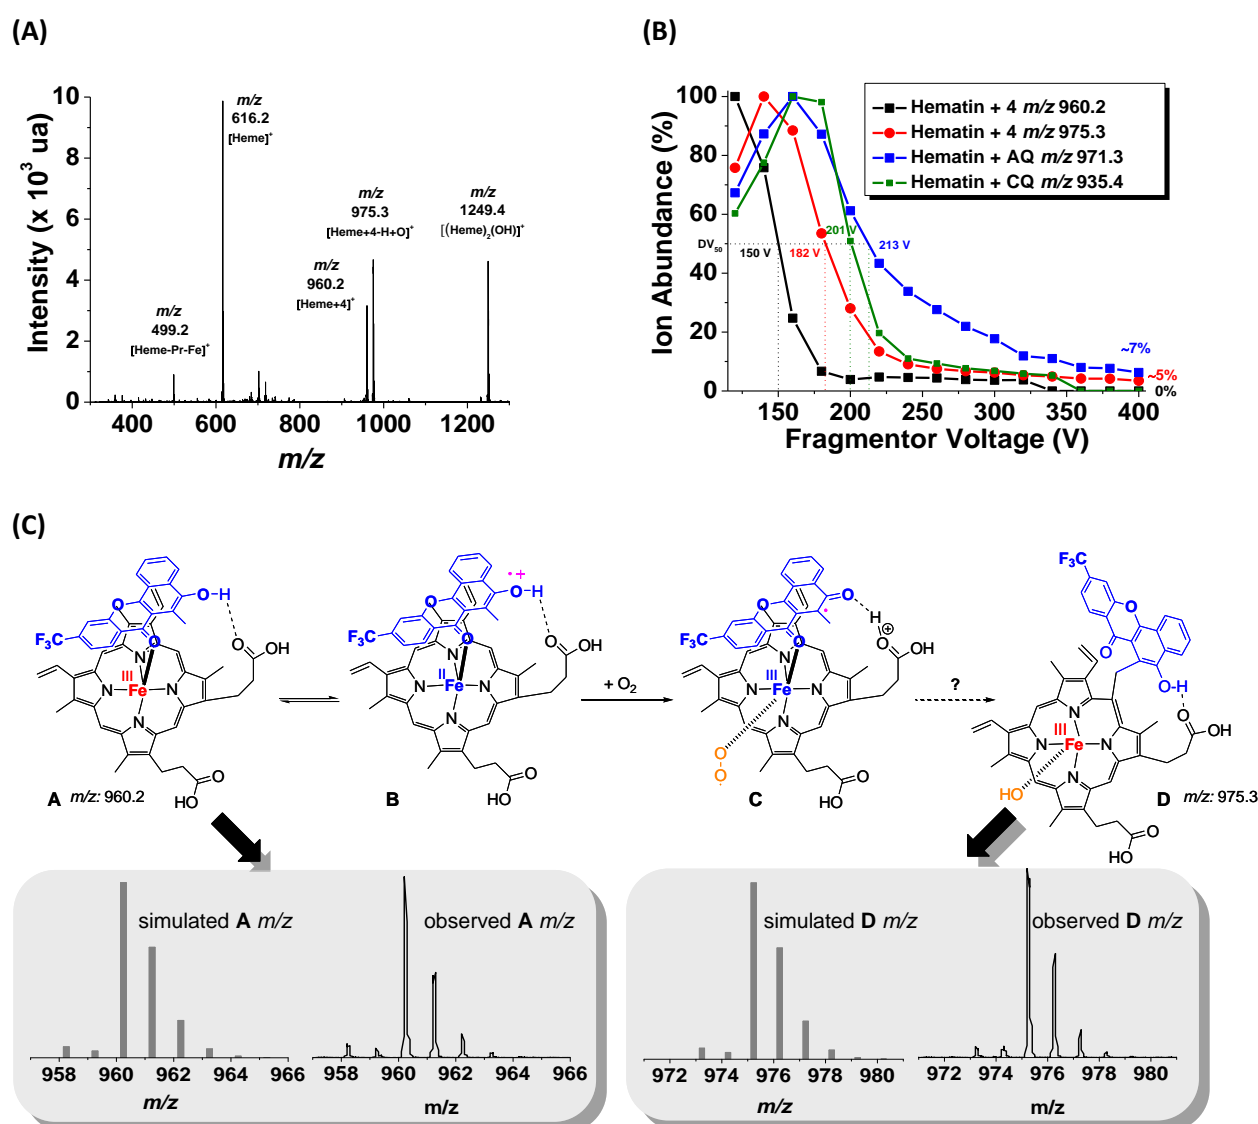 (A)
(B)
Intensity (x 10³ ua)
10
8
6
4
2
0
400
600
800
1000
1200
m/z
m/z
616.2
[Heme]⁺
m/z
975.3
[Heme+4-H+O]⁺
m/z
1249.4
[(Heme)₂(OH)]⁺
m/z
960.2
[Heme+4]⁺
m/z
499.2
[Heme-Pr-Fe]⁺
Ion Abundance (%)
100
80
60
40
20
0
DV₅₀
Hematin + 4 m/z 960.2
Hematin + 4 m/z 975.3
Hematin + AQ m/z 971.3
Hematin + CQ m/z 935.4
150 V
182 V
201 V
213 V
~7%
~5%
0%
150
200
250
300
350
400
Fragmentor Voltage (V)
(C)
F₃C
O
O
O-H
O
OH
III
Fe
N
N
N
N
O
HO
A m/z: 960.2
F₃C
O
O
•+
O-H
O
OH
II
Fe
N
N
N
N
O
HO
B
+ O₂
F₃C
O
O
O
•
H
⊕
O
OH
III
Fe
N
N
N
N
O
O
•
O
HO
C
?
F₃C
O
O
O-H
O
OH
III
Fe
N
N
N
N
HO
O
HO
D m/z: 975.3
simulated A m/z
observed A m/z
958 960 962 964 966
m/z
958 960 962 964 966
m/z
simulated D m/z
observed D m/z
972 974 976 978 980
m/z
972 974 976 978 980
m/z